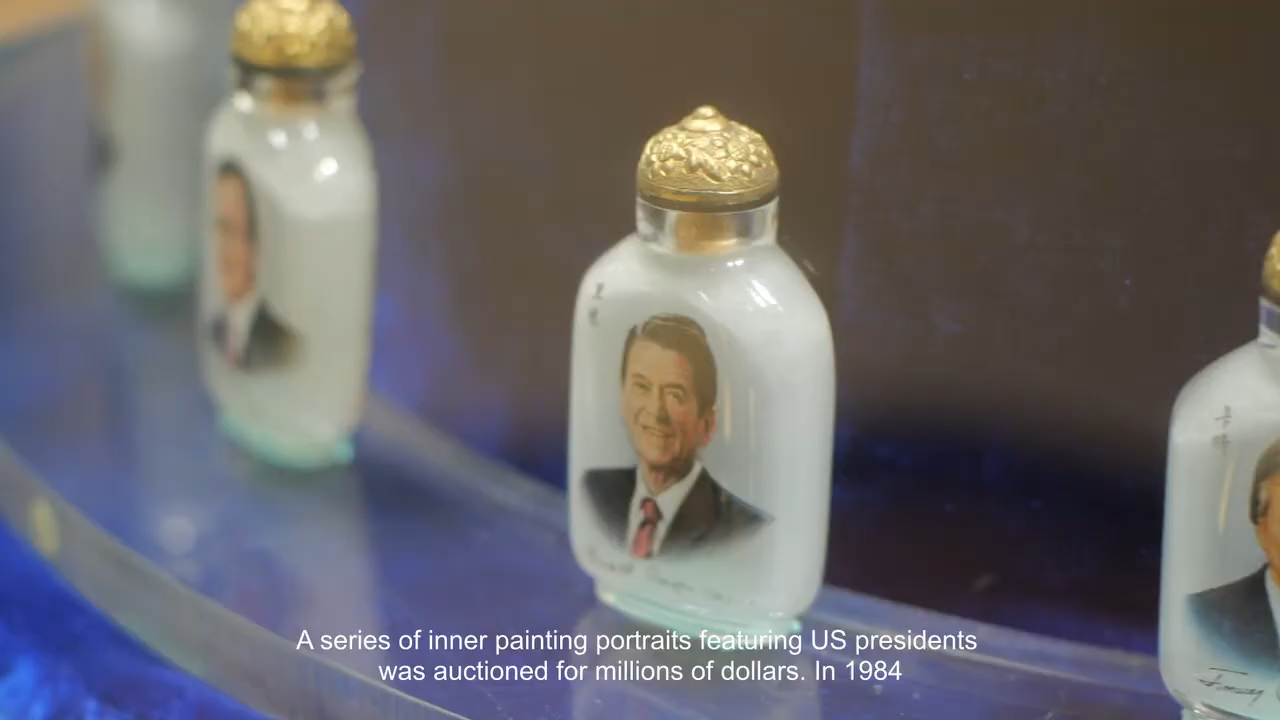 A series of inner painting portraits featuring US presidents
was auctioned for millions of dollars. In 1984